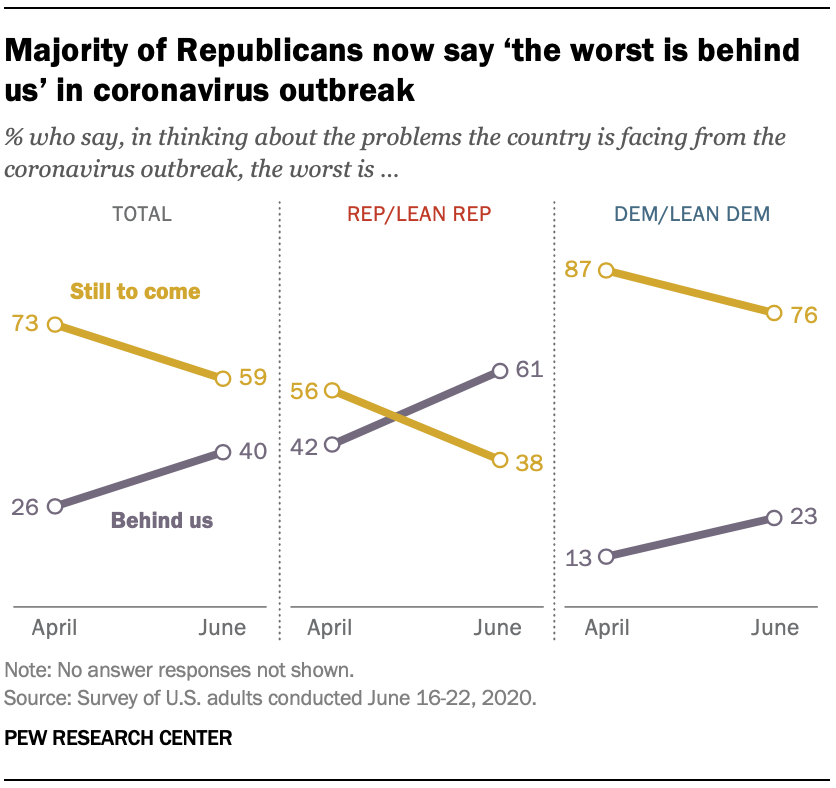 Majority of Republicans now say ‘the worst is behind
us’ in coronavirus outbreak
% who say, in thinking about the problems the country is facing from the
coronavirus outbreak, the worst is ...
TOTAL
Still to come
73
59
40
26
Behind us
April
June
REP/LEAN REP
56
61
42
38
April
June
DEM/LEAN DEM
87
76
23
13
April
June
Note: No answer responses not shown.
Source: Survey of U.S. adults conducted June 16-22, 2020.
PEW RESEARCH CENTER